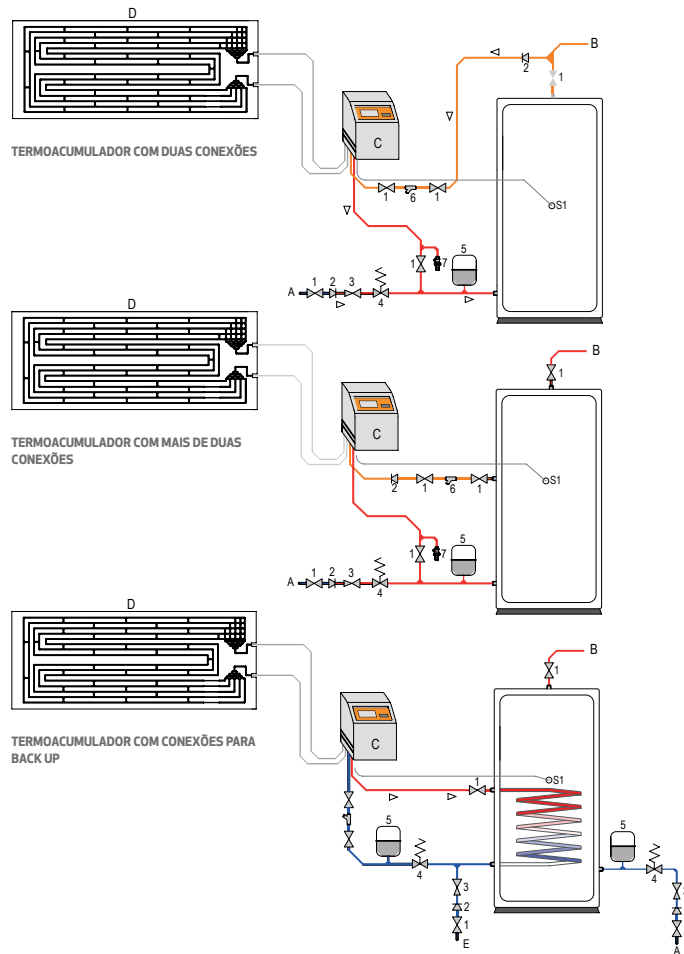 D
B
2
1
TERMOACUMULADOR COM DUAS CONEXÕES
C
1
6
1
S1
1
7
5
A
1
2
3
4
D
B
1
TERMOACUMULADOR COM MAIS DE DUAS
CONEXÕES
C
S1
2
1
6
1
1
7
5
A
1
2
3
4
D
B
1
TERMOACUMULADOR COM CONEXÕES PARA
BACK UP
C
1
S1
5
4
5
4
3
2
1
E
A